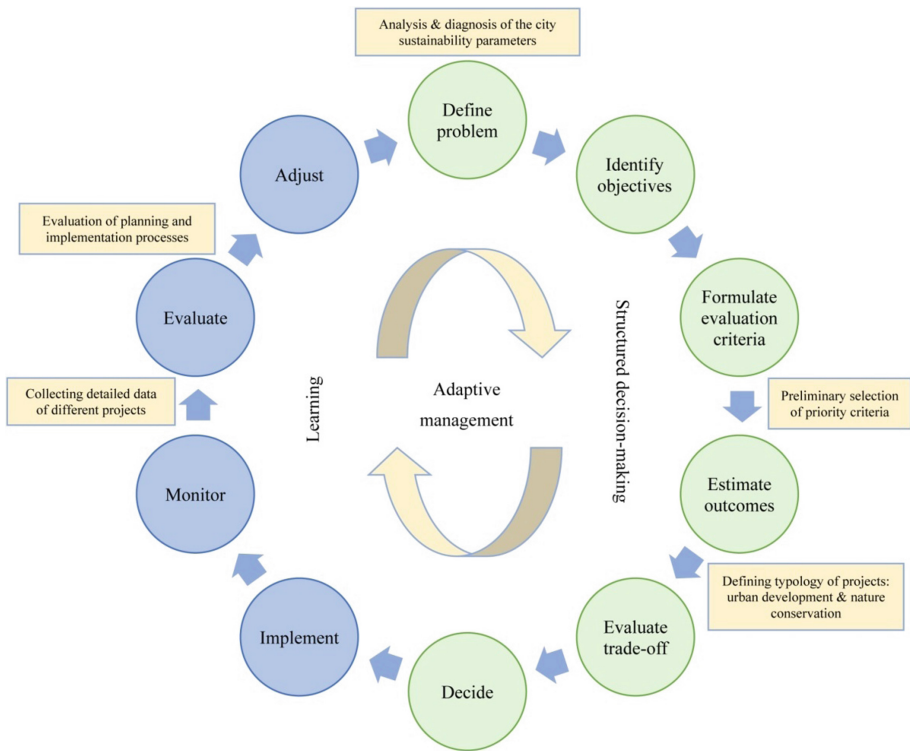 Analysis & diagnosis of the city
sustainability parameters
Define
problem
Identify
objectives
Formulate
evaluation
criteria
Preliminary selection
of priority criteria
Estimate
outcomes
Defining typology of projects:
urban development & nature
conservation
Evaluate
trade-off
Decide
Implement
Monitor
Collecting detailed data
of different projects
Evaluate
Evaluation of planning and
implementation processes
Adjust
Learning
Adaptive
management
Structured decision-making